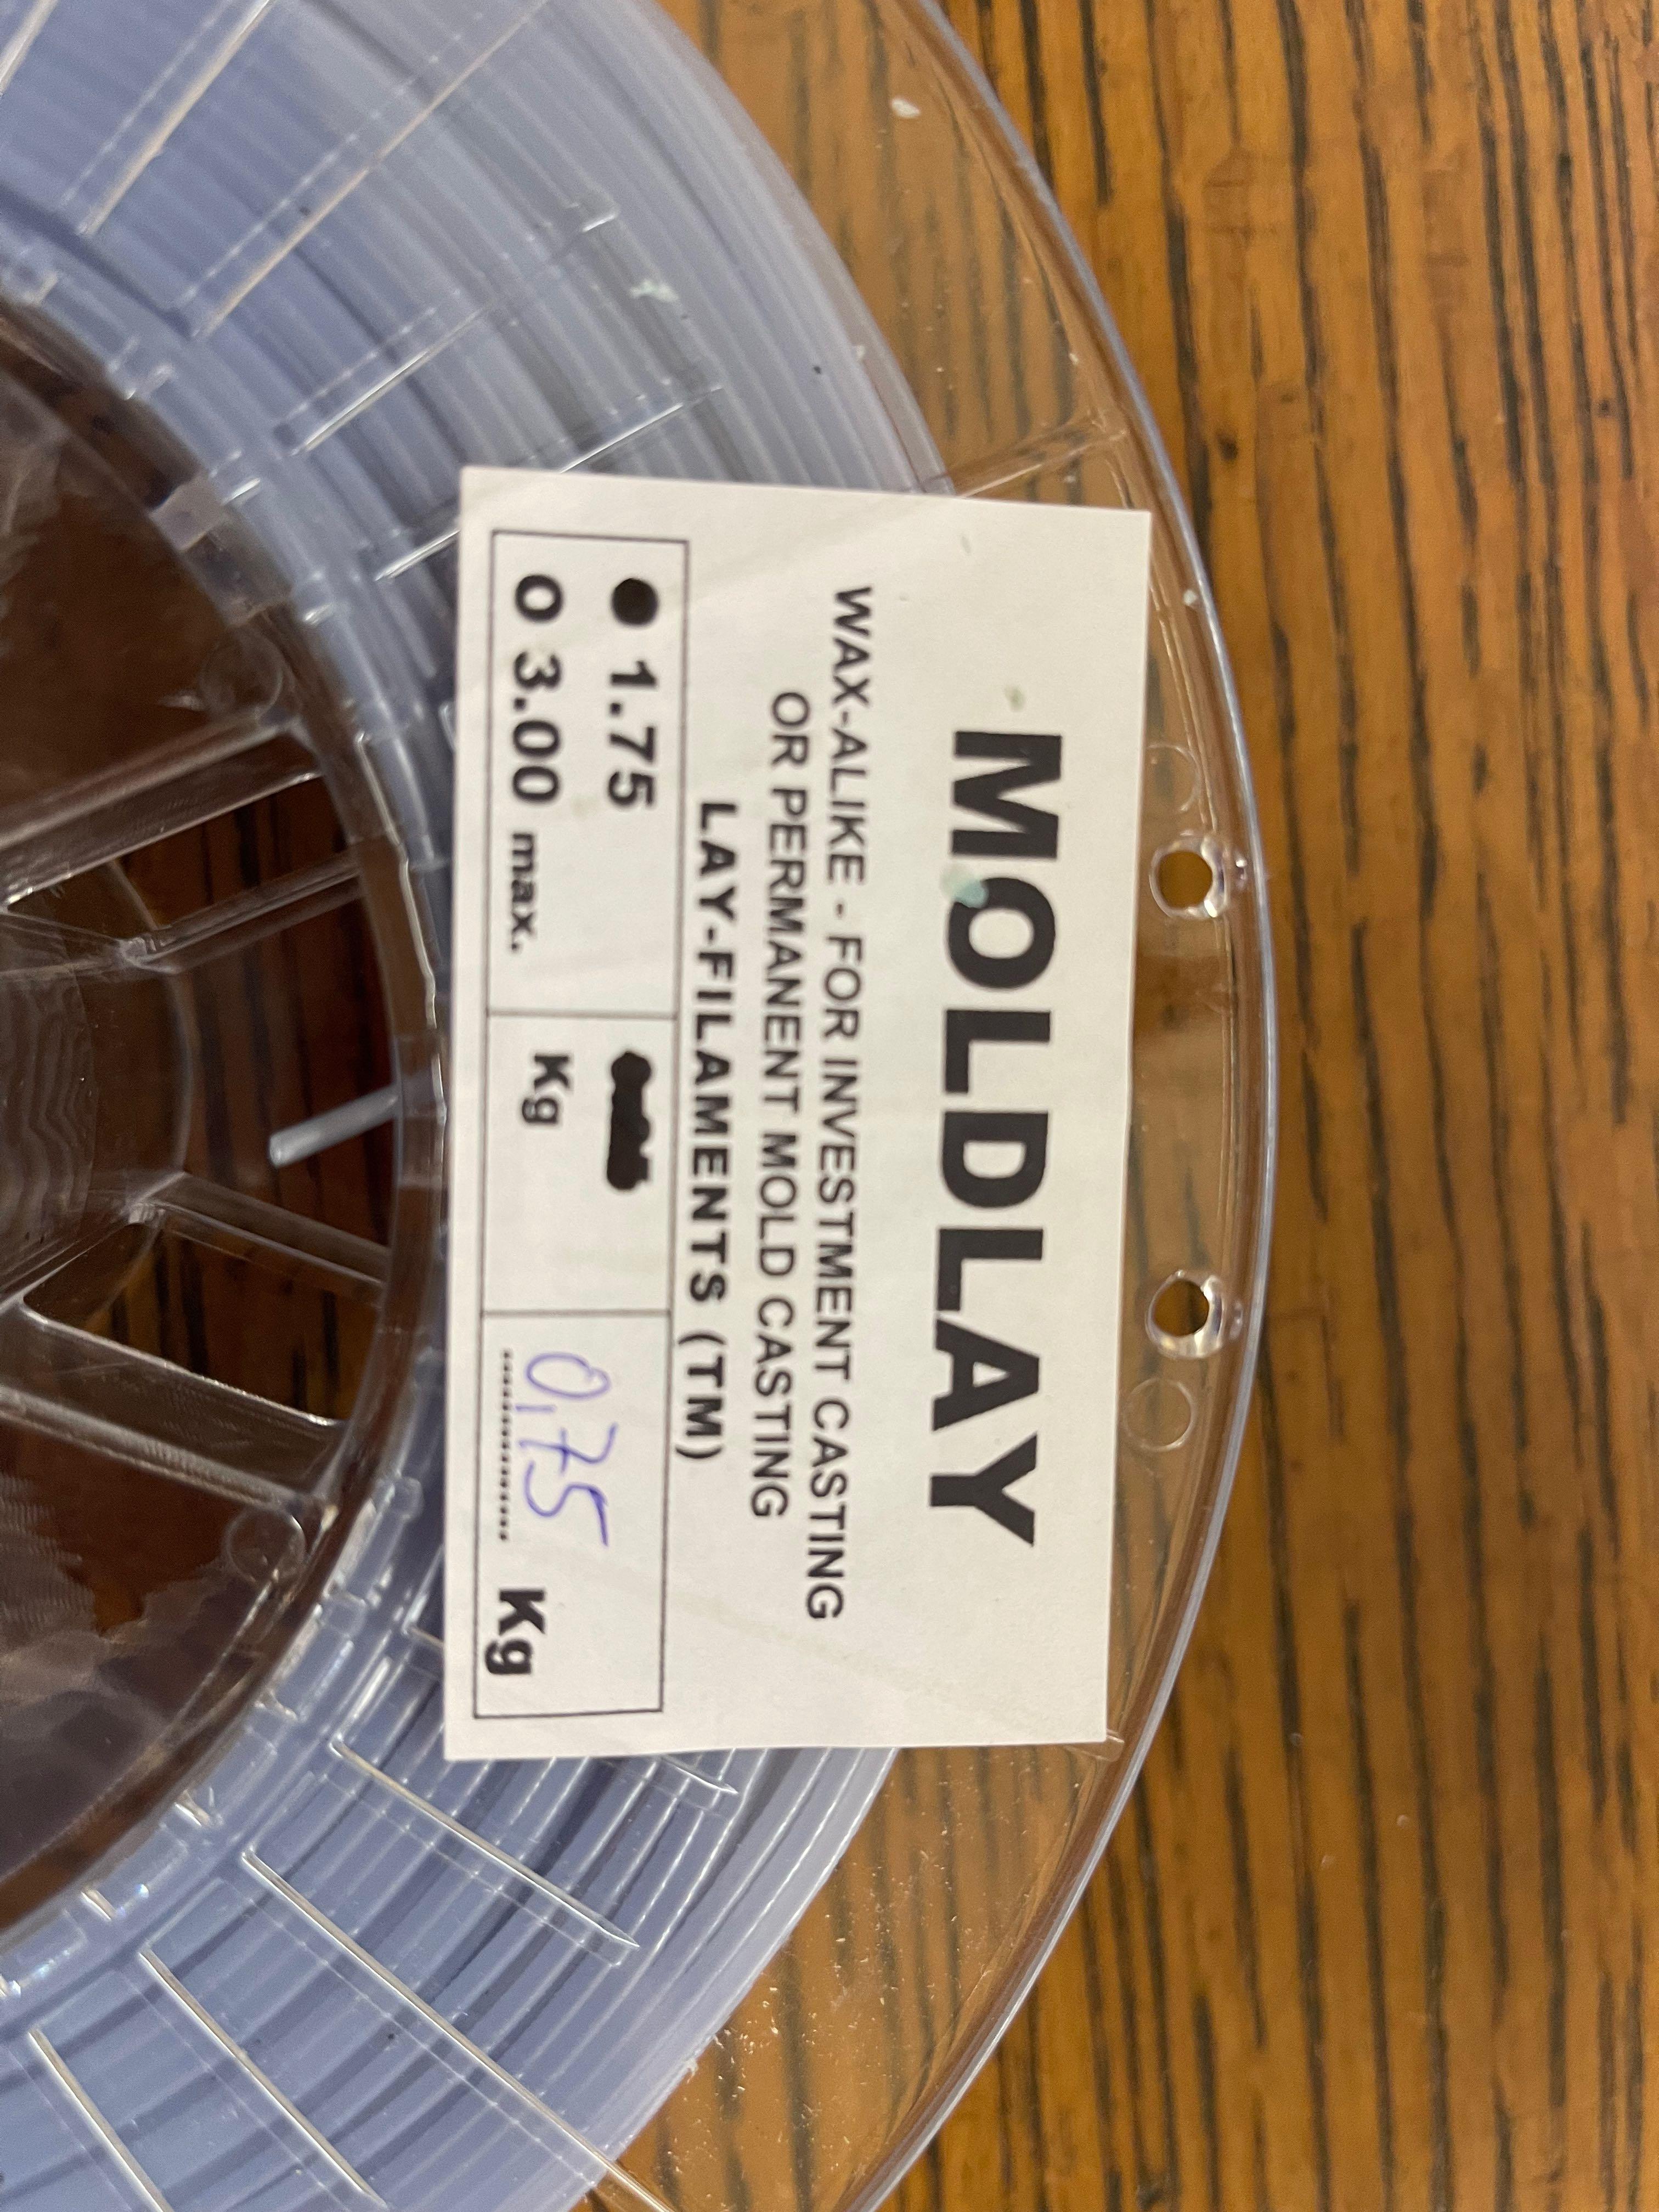 MOLDLAY
WAX-ALIKE - FOR INVESTMENT CASTING
OR PERMANENT MOLD CASTING
LAY-FILAMENTS (TM)
● 1.75
O 3.00 max.
Kg
0,75 Kg